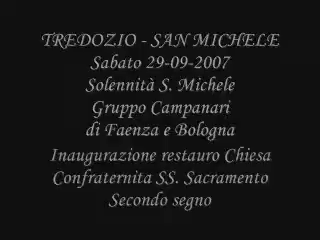 TREDOZIO - SAN MICHELE
Sabato 29-09-2007
Solennità S. Michele
Gruppo Campanari
di Faenza e Bologna
Inaugurazione restauro Chiesa
Confraternita SS. Sacramento
Secondo segno